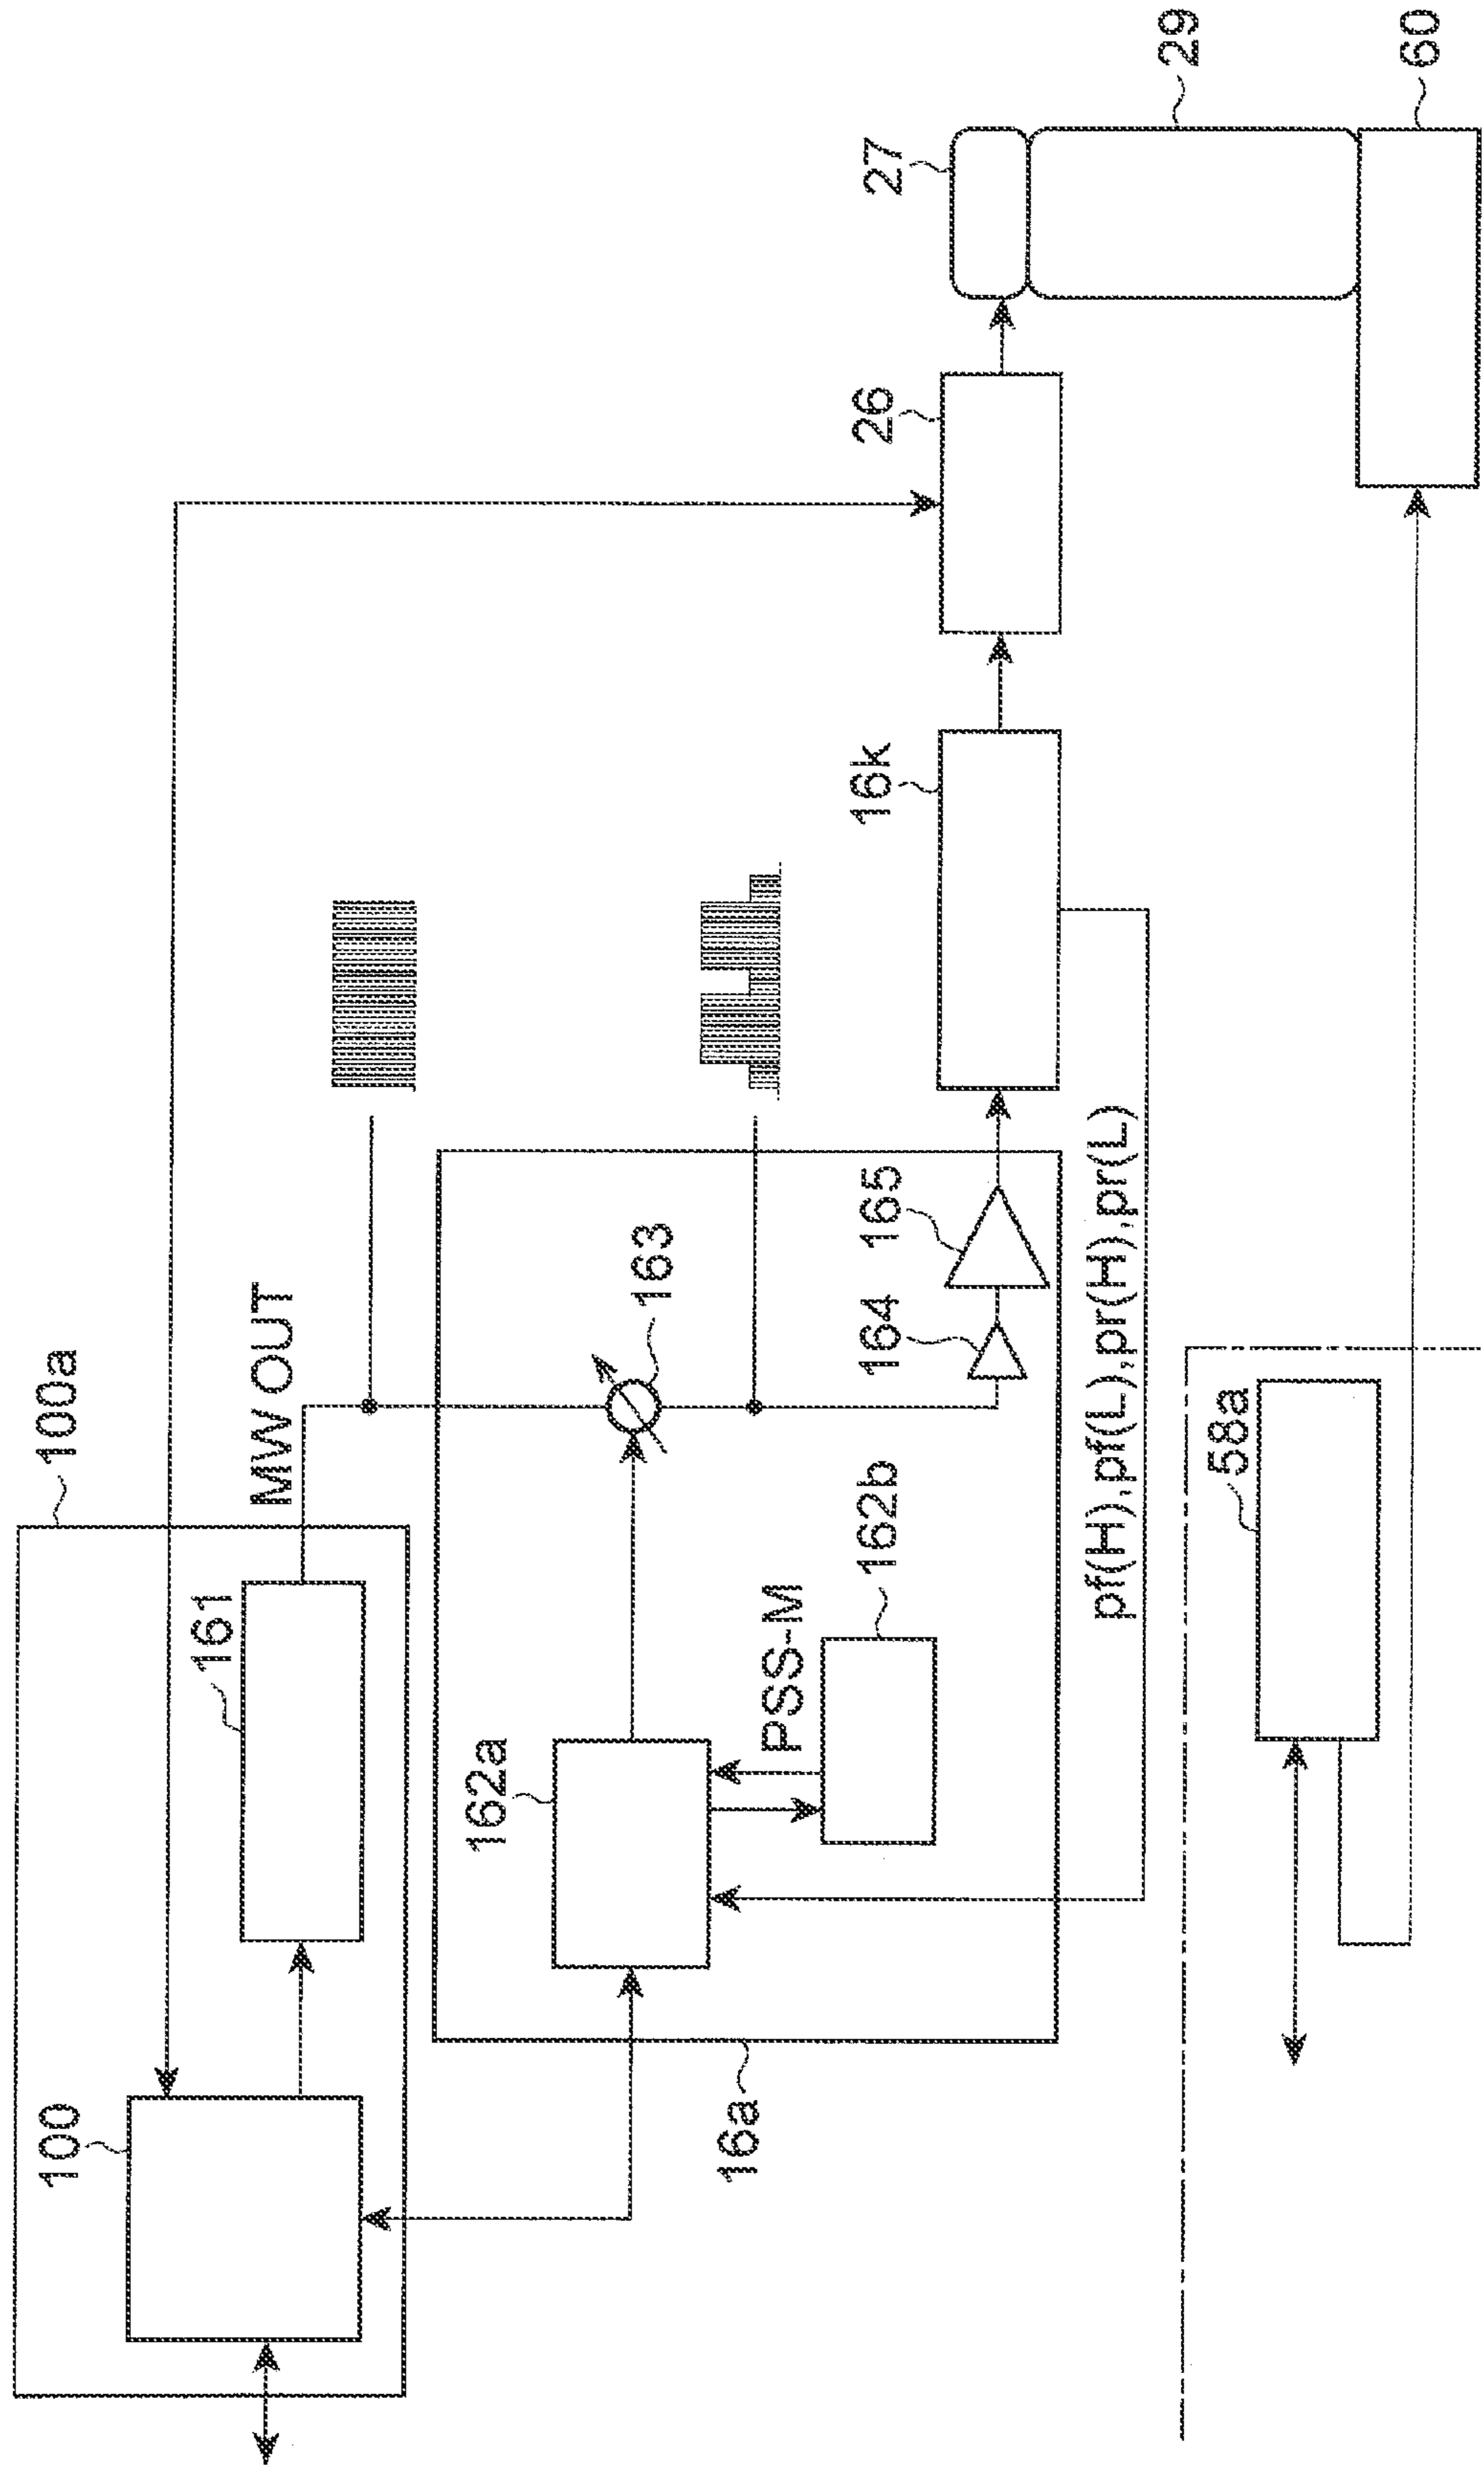 100a
100
161
MW OUT
16a
162a
PSS-M
162b
163
164
165
pf(H),pf(L),pr(H),pr(L)
16k
26
27
29
58a
60